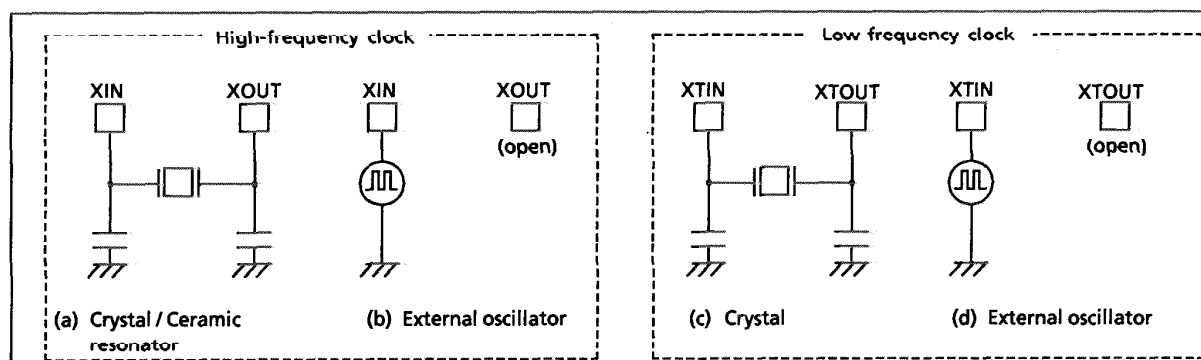 High-frequency clock
Low frequency clock
XIN XOUT XIN XOUT
(open)
XTIN XTOUT XTIN XTOUT
(open)
(a) Crystal / Ceramic
resonator
(b) External oscillator
(c) Crystal
(d) External oscillator